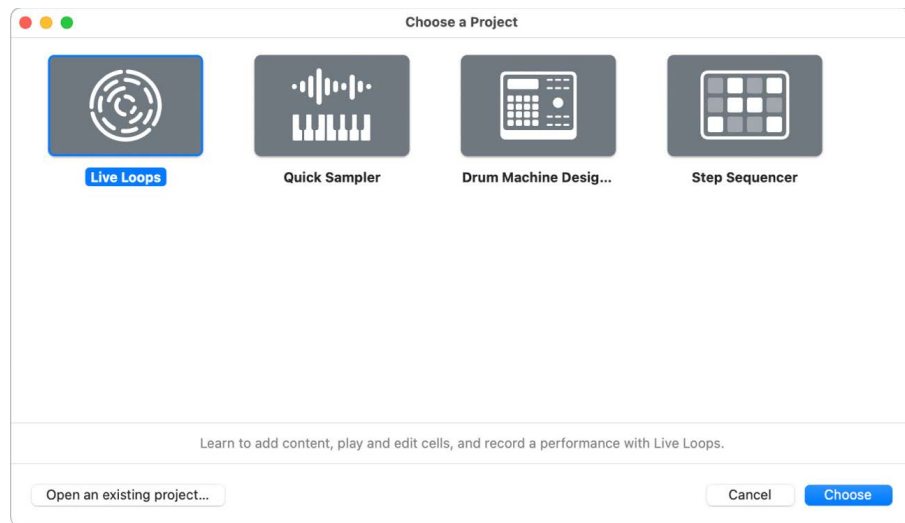 Choose a Project
Live Loops
Quick Sampler
Drum Machine Desig...
Step Sequencer
Learn to add content, play and edit cells, and record a performance with Live Loops.
Open an existing project...
Cancel
Choose